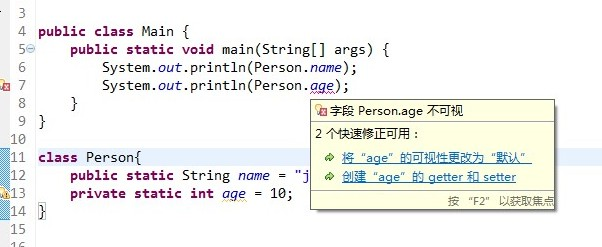 3
4 public class Main {
5 public static void main(String[] args) {
6 System.out.println(Person.name);
7 System.out.println(Person.age);
8 }
9 }
字段 Person.age 不可视
2 个快速修正可用：
将“age”的可视性更改为“默认”
创建“age”的 getter 和 setter
按 “F2” 以获取焦点
10
11 class Person{
12 public static String name = "j
13 private static int age = 10;
14 }
15